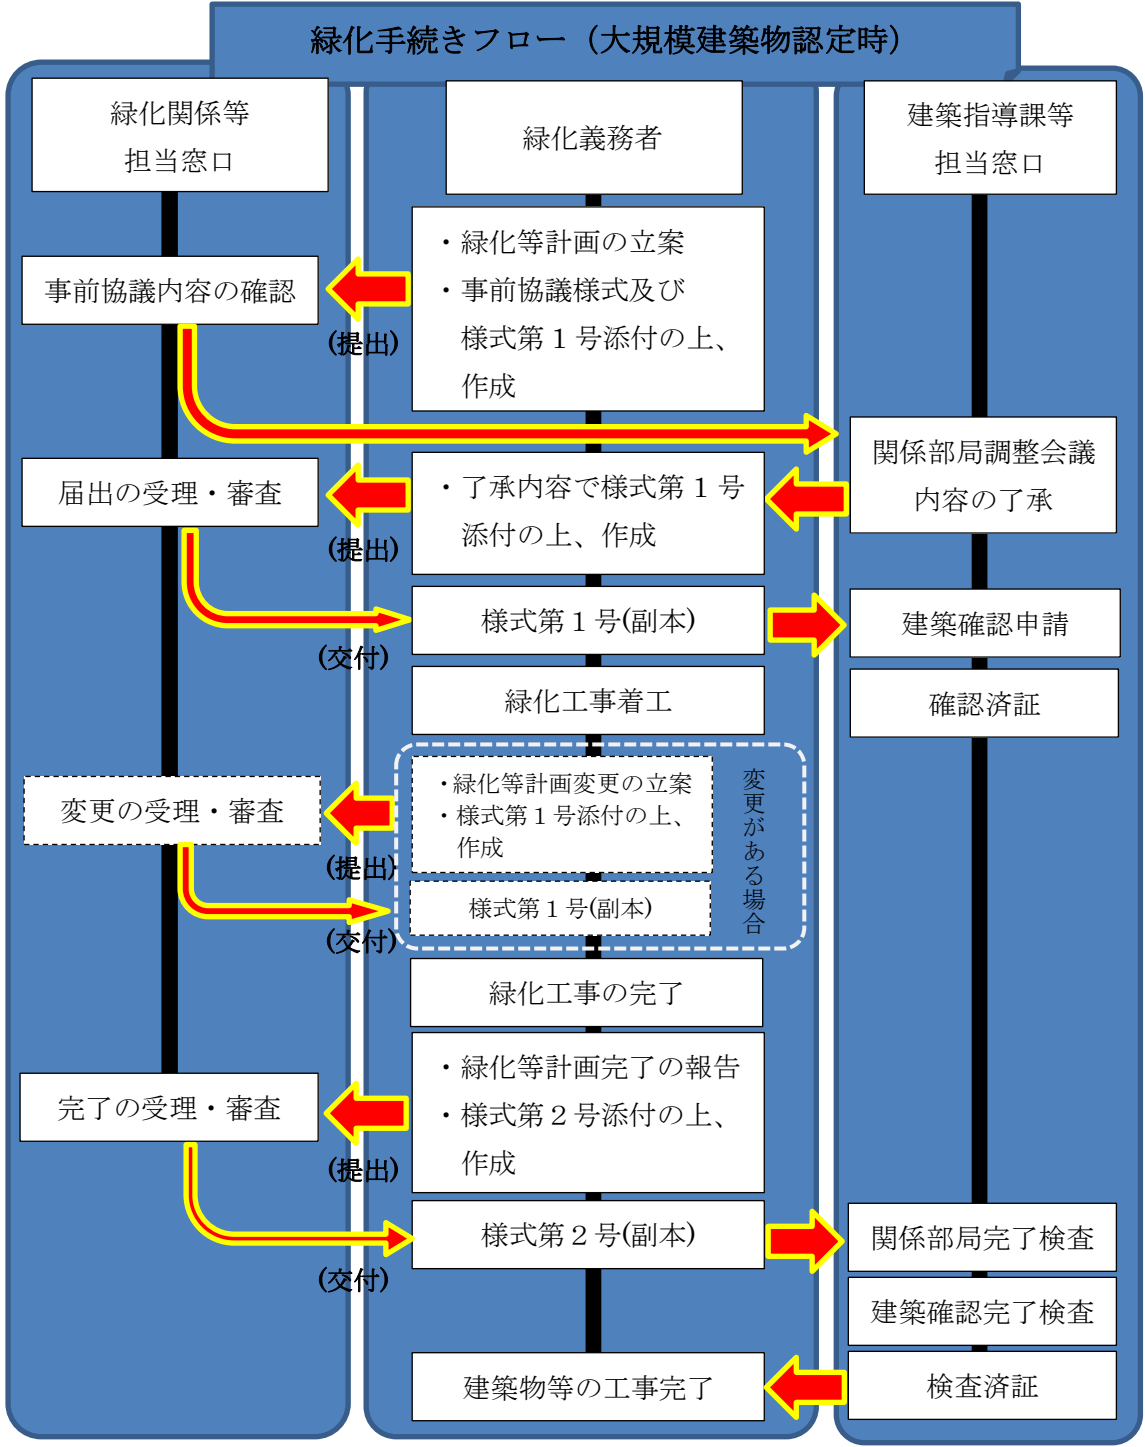 緑化手続きフロー（大規模建築物認定時）
緑化関係等
担当窓口
緑化義務者
建築指導課等
担当窓口
・緑化等計画の立案
・事前協議様式及び
様式第１号添付の上、
作成
事前協議内容の確認
(提出)
関係部局調整会議
内容の了承
・了承内容で様式第１号
添付の上、作成
届出の受理・審査
(提出)
様式第１号(副本)
(交付)
建築確認申請
緑化工事着工
確認済証
・緑化等計画変更の立案
・様式第１号添付の上、
作成
変更がある場合
変更の受理・審査
(提出)
様式第１号(副本)
(交付)
緑化工事の完了
・緑化等計画完了の報告
・様式第２号添付の上、
作成
完了の受理・審査
(提出)
様式第２号(副本)
(交付)
関係部局完了検査
建築確認完了検査
検査済証
建築物等の工事完了